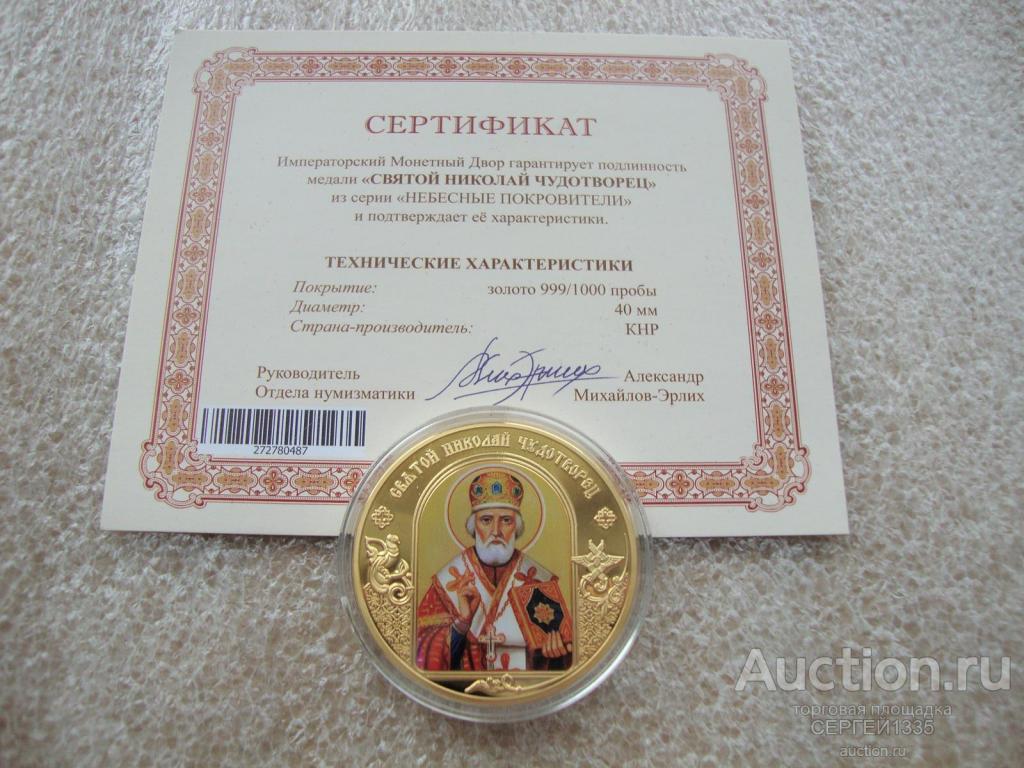 СЕРТИФИКАТ
Императорский Монетный Двор гарантирует подлинность
медали «СВЯТОЙ НИКОЛАЙ ЧУДОТВОРЕЦ»
из серии «НЕБЕСНЫЕ ПОКРОВИТЕЛИ»
и подтверждает её характеристики.
ТЕХНИЧЕСКИЕ ХАРАКТЕРИСТИКИ
Покрытие: золото 999/1000 пробы
Диаметр: 40 мм
Страна-производитель: КНР
Руководитель
Отдела нумизматики
Александр
Михайлов-Эрлих
272780487
СВЯТОЙ НИКОЛАЙ ЧУДОТВОРЕЦ
Auction.ru
торговая площадка
СЕРГЕЙ1335
auction.ru